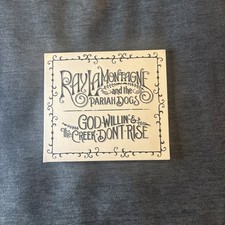 RAY LAMONTAGNE
and the
PARIAH DOGS
GOD WILLIN' &
The CREEK DON'T RISE